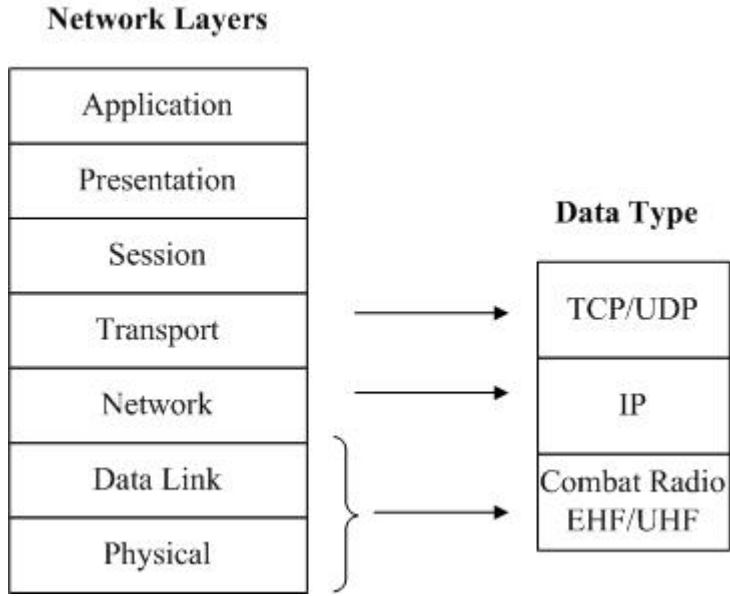 Network Layers
Application
Presentation
Session
Transport
Network
Data Link
Physical
Data Type
TCP/UDP
IP
Combat Radio
EHF/UHF